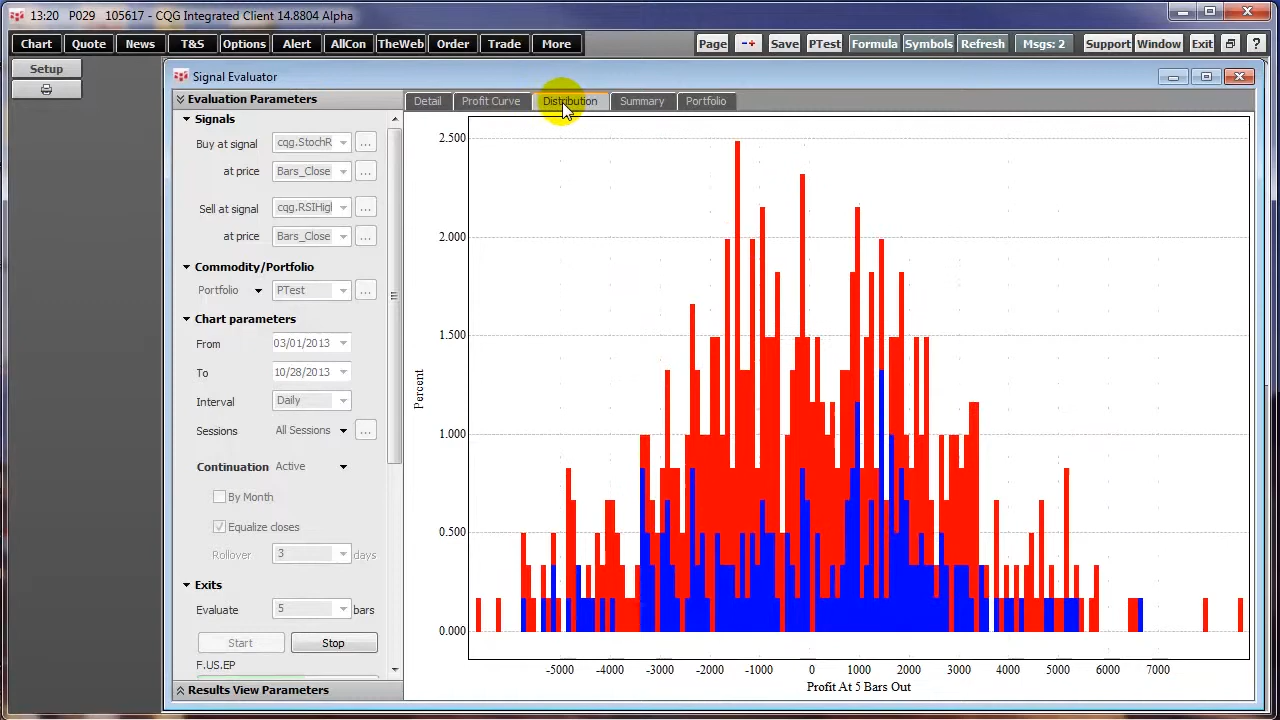 13:20 P029 105617 - CQG Integrated Client 14.8804 Alpha
Chart Quote News T&S Options Alert AllCon TheWeb Order Trade More Page -+ Save PTest Formula Symbols Refresh Msgs: 2 Support Window Exit ?
Setup
Signal Evaluator
Evaluation Parameters
Detail Profit Curve Distribution Summary Portfolio
Signals
Buy at signal cqg.StochR ...
at price Bars_Close ...
Sell at signal cqg.RSIHigl ...
at price Bars_Close ...
Commodity/Portfolio
Portfolio PTest ...
Chart parameters
From 03/01/2013
To 10/28/2013
Interval Daily
Sessions All Sessions ...
Continuation Active
By Month
Equalize closes
Rollover 3 days
Exits
Evaluate 5 bars
Start Stop
F.US.EP
Results View Parameters
2.500
2.000
1.500
1.000
0.500
0.000
Percent
-5000 -4000 -3000 -2000 -1000 0 1000 2000 3000 4000 5000 6000 7000
Profit At 5 Bars Out